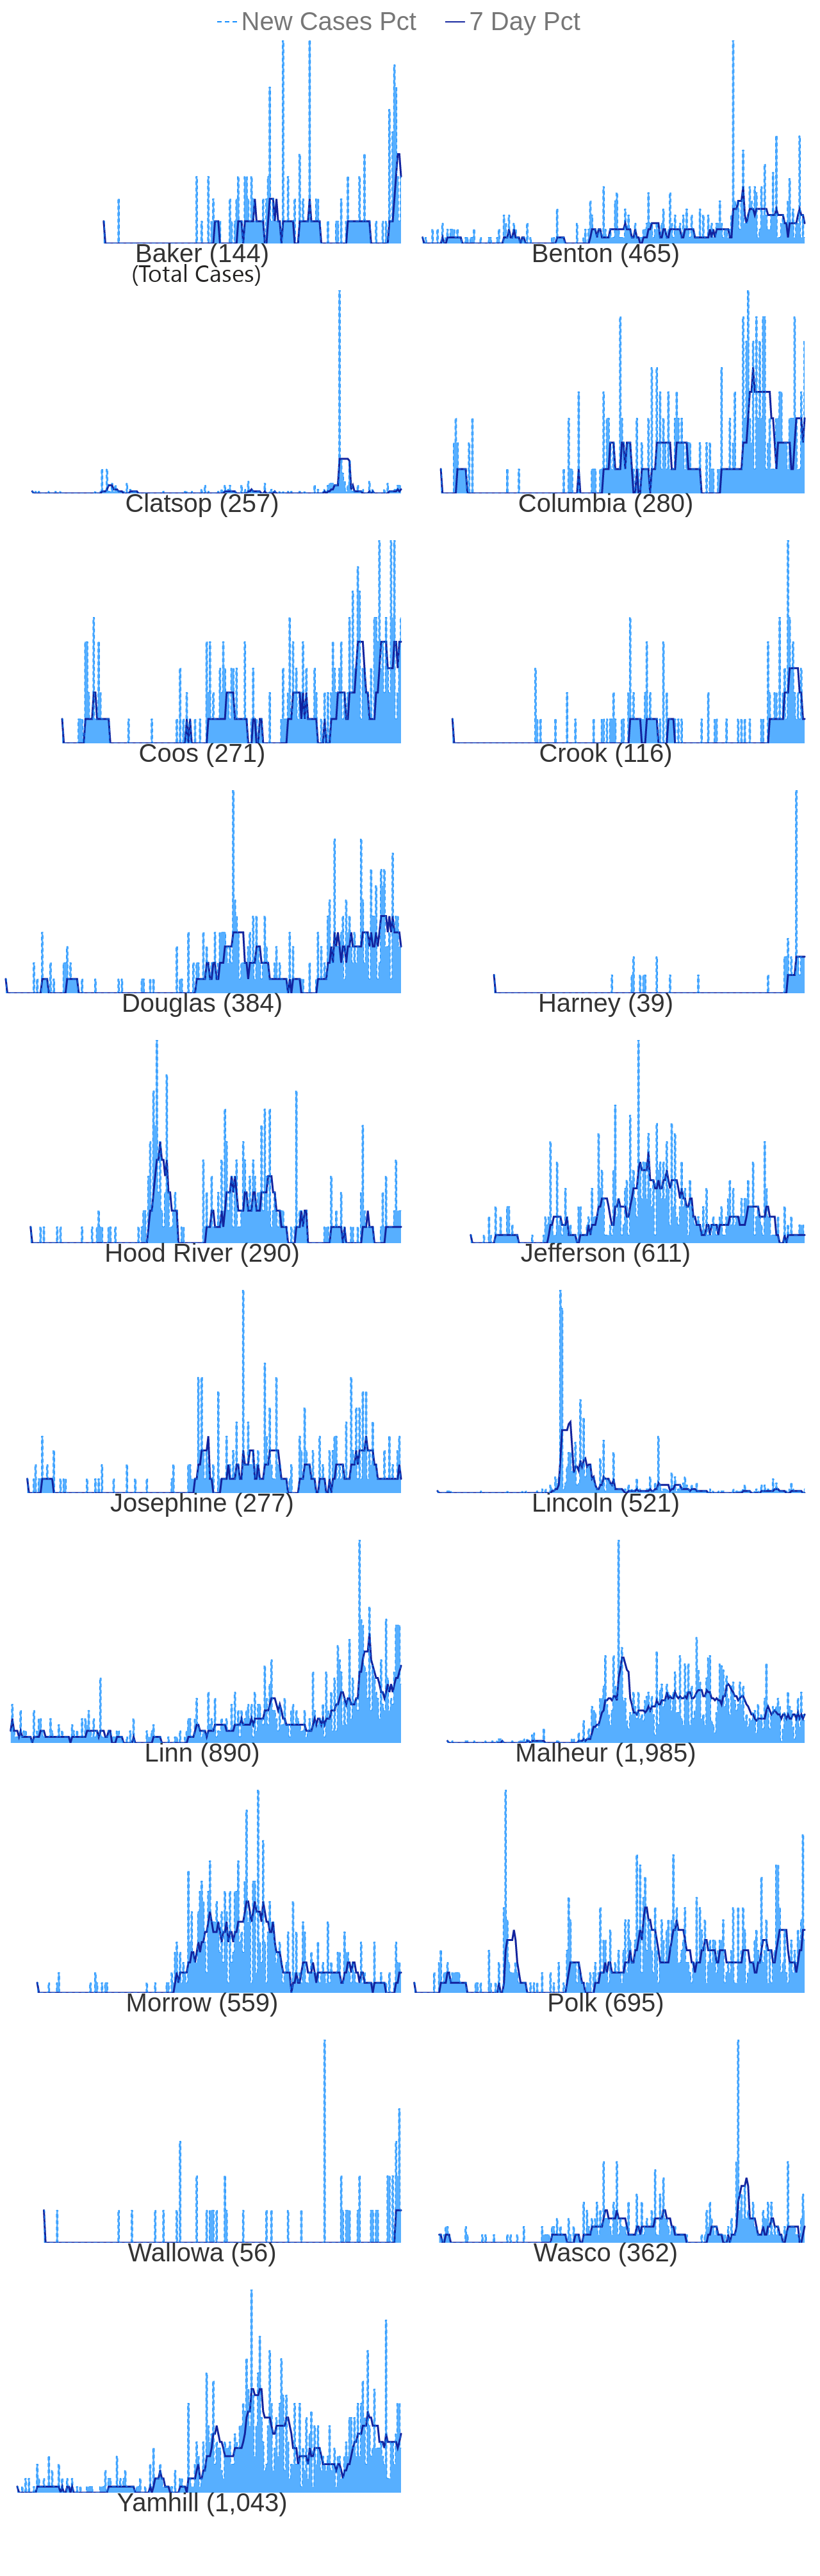 New Cases Pct 7 Day Pct
Baker (144) Benton (465)
(Total Cases)
Clatsop (257) Columbia (280)
Coos (271) Crook (116)
Douglas (384) Harney (39)
Hood River (290) Jefferson (611)
Josephine (277) Lincoln (521)
Linn (890) Malheur (1,985)
Morrow (559) Polk (695)
Wallowa (56) Wasco (362)
Yamhill (1,043)